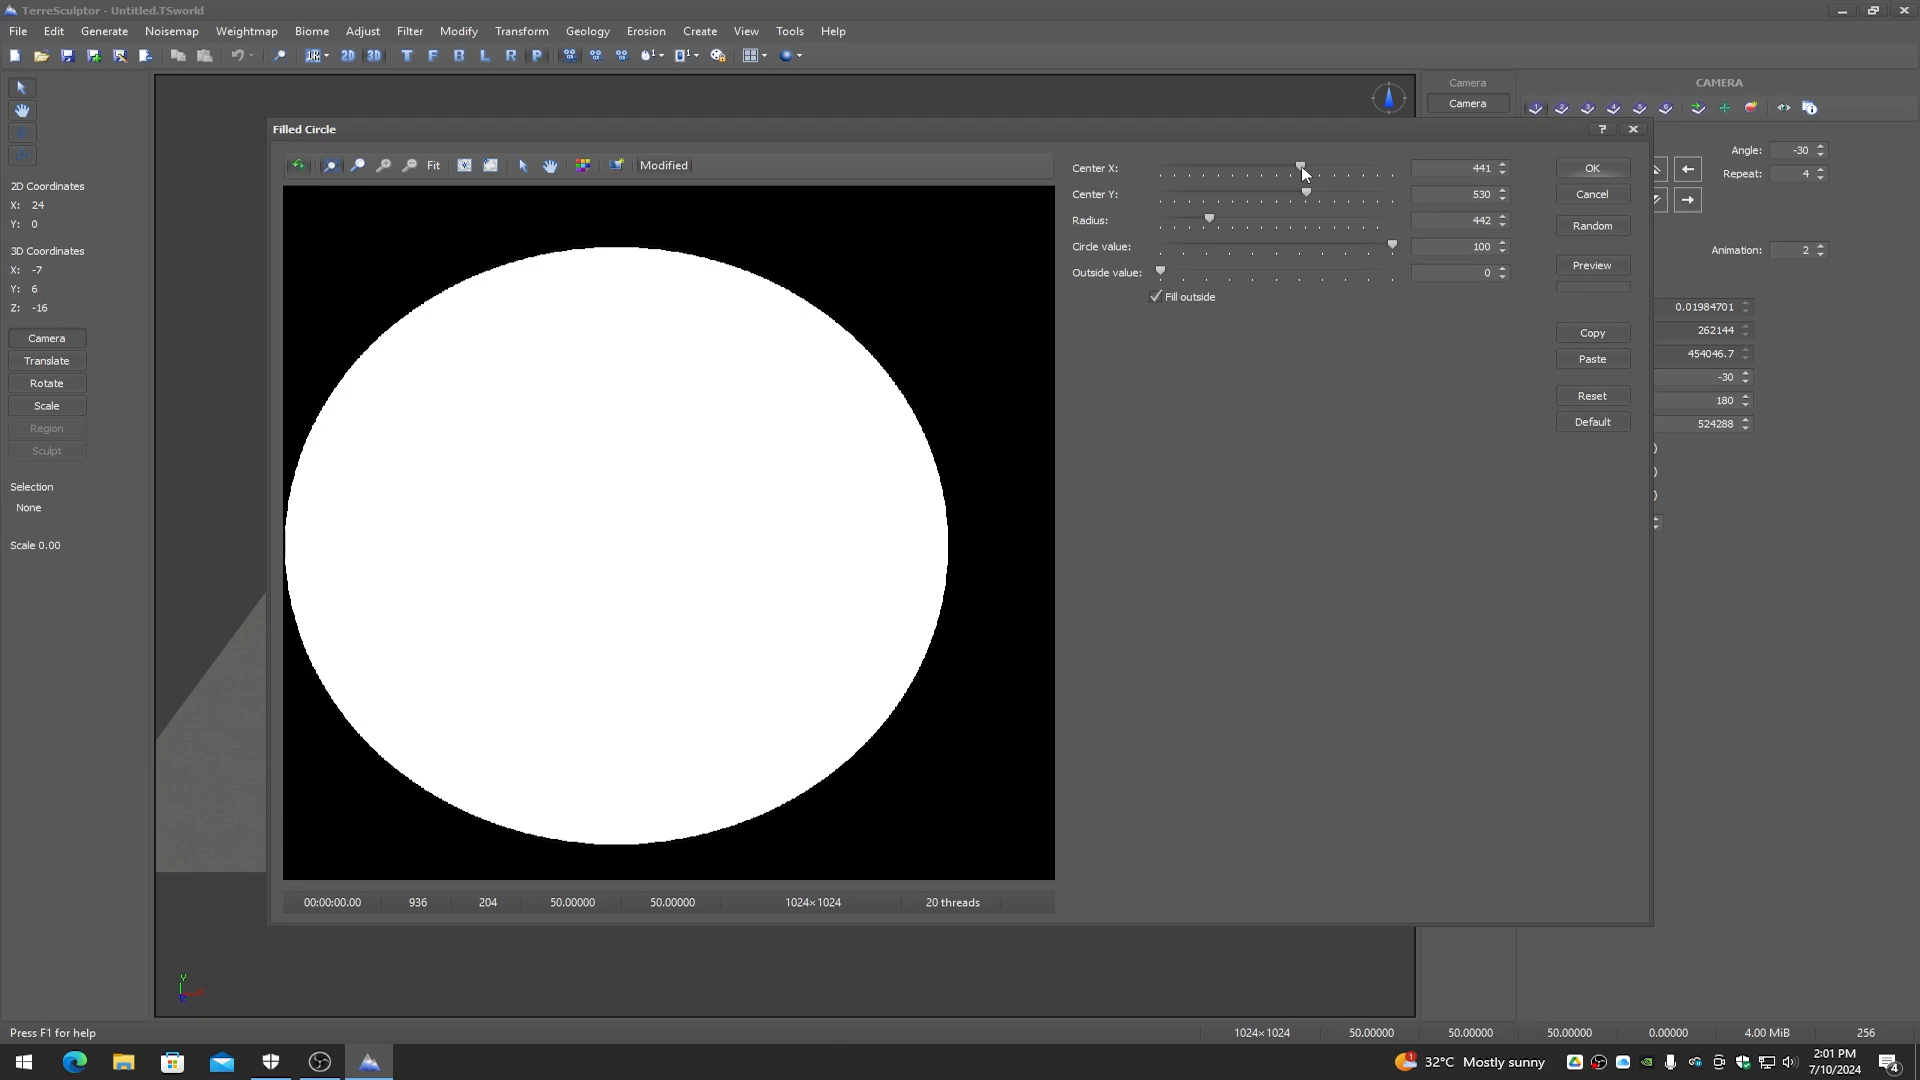 TerreSculptor - Untitled.TSworld
File Edit Generate Noisemap Weightmap Biome Adjust Filter Modify Transform Geology Erosion Create View Tools Help
2D 3D T F B L R P
Camera
Camera
CAMERA
Filled Circle
Fit Modified
Center X: 441
Center Y: 530
Radius: 442
Circle value: 100
Outside value: 0
Fill outside
OK
Cancel
Random
Preview
Copy
Paste
Reset
Default
Angle: -30
Repeat: 4
Animation: 2
0.01984701
262144
454046.7
-30
180
524288
2D Coordinates
X: 24
Y: 0
3D Coordinates
X: -7
Y: 6
Z: -16
Camera
Translate
Rotate
Scale
Region
Sculpt
Selection
None
Scale 0.00
00:00:00.00 936 204 50.00000 50.00000 1024×1024 20 threads
Y
Press F1 for help 1024×1024 50.00000 50.00000 50.00000 0.00000 4.00 MiB 256
32°C Mostly sunny
2:01 PM
7/10/2024
4